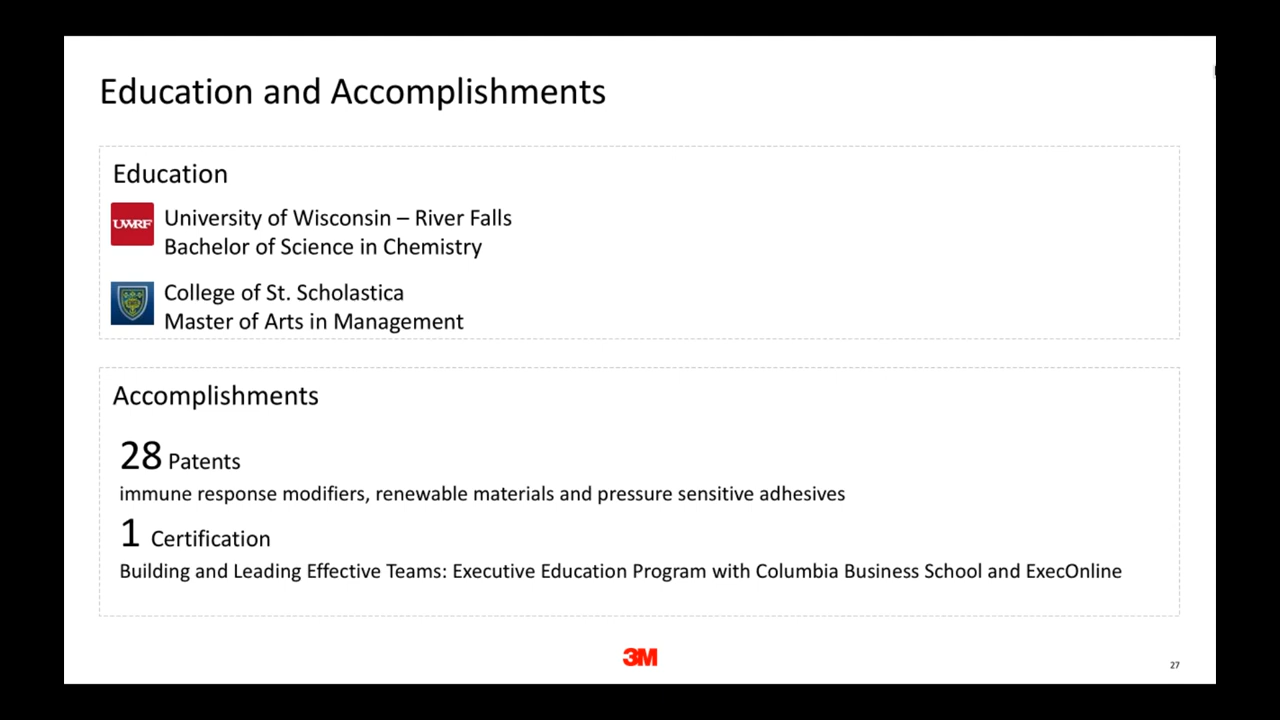 Education and Accomplishments
Education
UWRF
University of Wisconsin – River Falls
Bachelor of Science in Chemistry
College of St. Scholastica
Master of Arts in Management
Accomplishments
28 Patents
immune response modifiers, renewable materials and pressure sensitive adhesives
1 Certification
Building and Leading Effective Teams: Executive Education Program with Columbia Business School and ExecOnline
3M
27